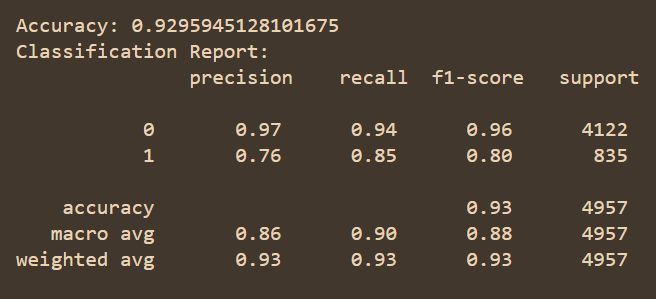 Accuracy: 0.9295945128101675
Classification Report:
              precision    recall  f1-score   support

           0       0.97      0.94      0.96      4122
           1       0.76      0.85      0.80       835

    accuracy                           0.93      4957
   macro avg       0.86      0.90      0.88      4957
weighted avg       0.93      0.93      0.93      4957